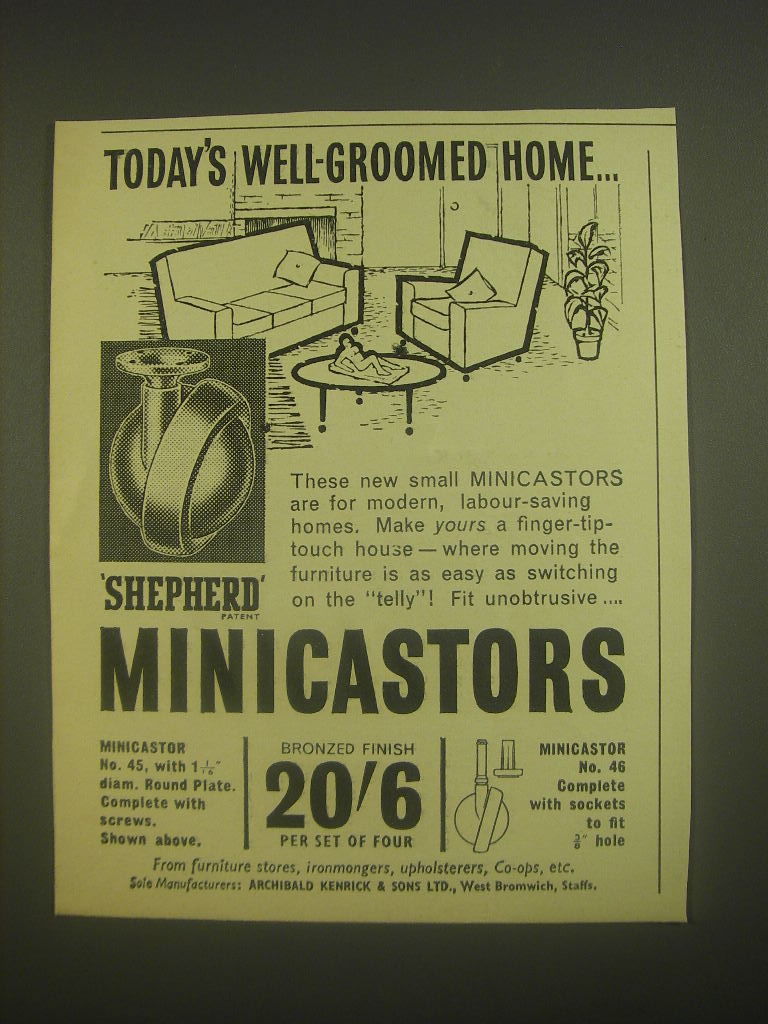 TODAY'S WELL-GROOMED HOME...
These new small MINICASTORS
are for modern, labour-saving
homes. Make yours a finger-tip-
touch house — where moving the
furniture is as easy as switching
on the "telly"! Fit unobtrusive ....
'SHEPHERD'
PATENT
MINICASTORS
MINICASTOR
No. 45, with 1 1/16"
diam. Round Plate.
Complete with
screws.
Shown above.
BRONZED FINISH
20/6
PER SET OF FOUR
MINICASTOR
No. 46
Complete
with sockets
to fit
3/8" hole
From furniture stores, ironmongers, upholsterers, Co-ops, etc.
Sole Manufacturers: ARCHIBALD KENRICK & SONS LTD., West Bromwich, Staffs.